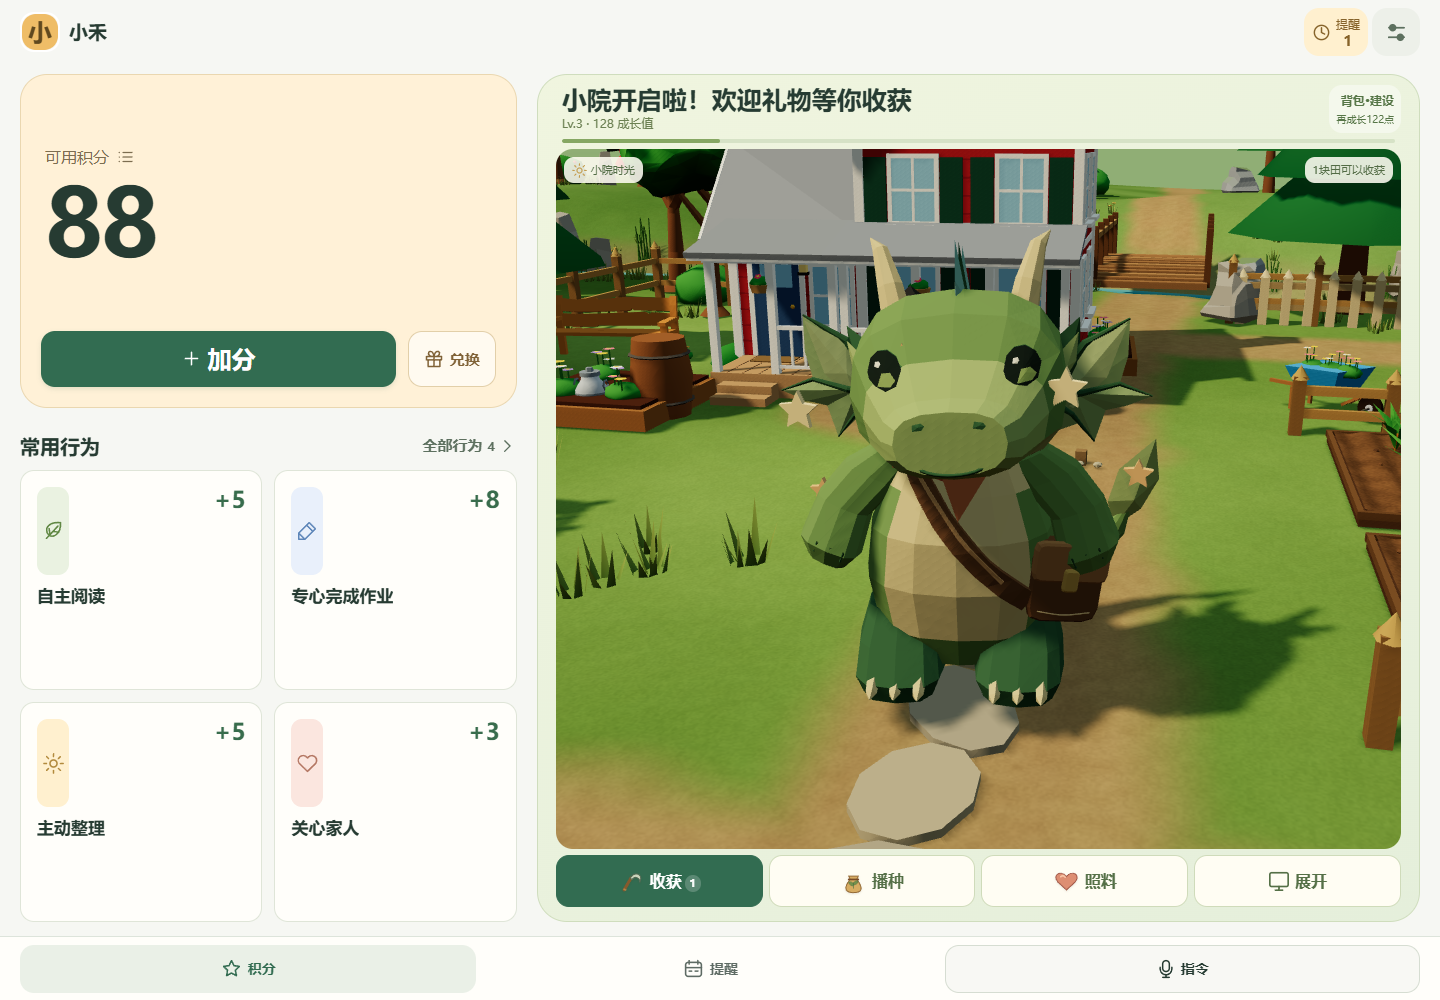 小 小禾
提醒
1
可用积分
88
+ 加分
兑换
常用行为
全部行为 4
+5
自主阅读
+8
专心完成作业
+5
主动整理
+3
关心家人
小院开启啦！欢迎礼物等你收获
Lv.3 · 128 成长值
背包•建设
再成长122点
小院时光
1块田可以收获
收获 1
播种
照料
展开
积分
提醒
指令